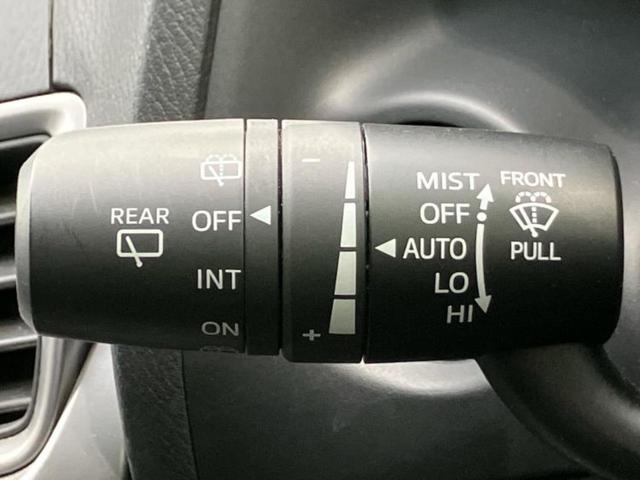 REAR
OFF
INT
ON
−
+
MIST
OFF
AUTO
LO
HI
FRONT
PULL